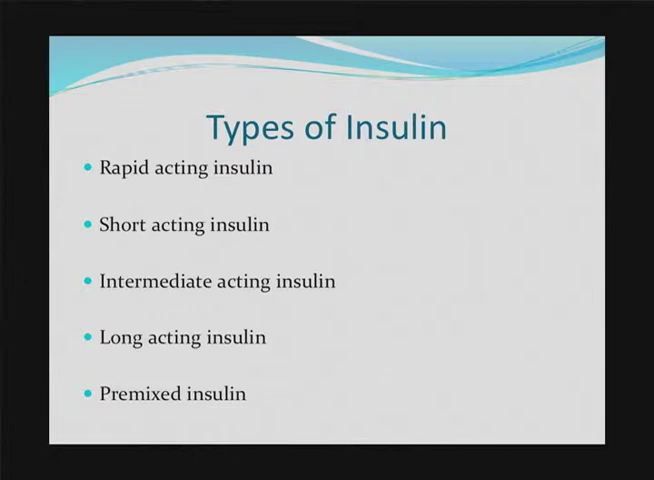 Types of Insulin
Rapid acting insulin
Short acting insulin
Intermediate acting insulin
Long acting insulin
Premixed insulin